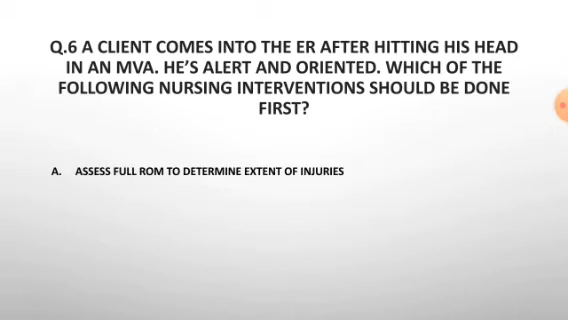 Q.6 A CLIENT COMES INTO THE ER AFTER HITTING HIS HEAD
IN AN MVA. HE'S ALERT AND ORIENTED. WHICH OF THE
FOLLOWING NURSING INTERVENTIONS SHOULD BE DONE
FIRST?
A. ASSESS FULL ROM TO DETERMINE EXTENT OF INJURIES